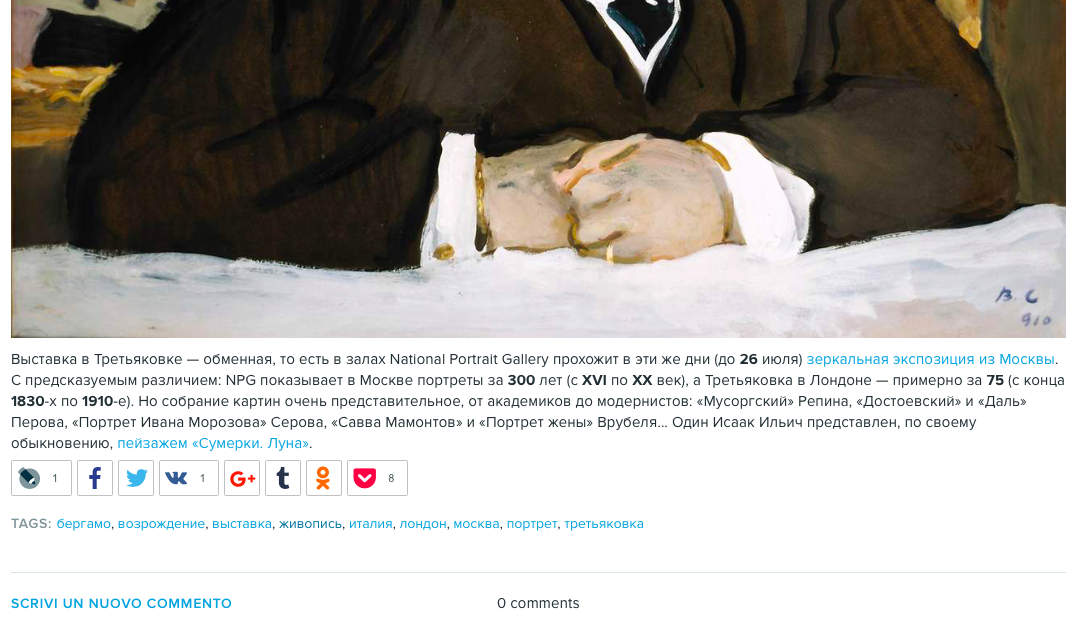 В. С
910
Выставка в Третьяковке — обменная, то есть в залах National Portrait Gallery прохожит в эти же дни (до 26 июля) зеркальная экспозиция из Москвы.
С предсказуемым различием: NPG показывает в Москве портреты за 300 лет (с XVI по XX век), а Третьяковка в Лондоне — примерно за 75 (с конца
1830-х по 1910-е). Но собрание картин очень представительное, от академиков до модернистов: «Мусоргский» Репина, «Достоевский» и «Даль»
Перова, «Портрет Ивана Морозова» Серова, «Савва Мамонтов» и «Портрет жены» Врубеля... Один Исаак Ильич представлен, по своему
обыкновению, пейзажем «Сумерки. Луна».
1 1 8
TAGS: бергамо, возрождение, выставка, живопись, италия, лондон, москва, портрет, третьяковка
SCRIVI UN NUOVO COMMENTO 0 comments